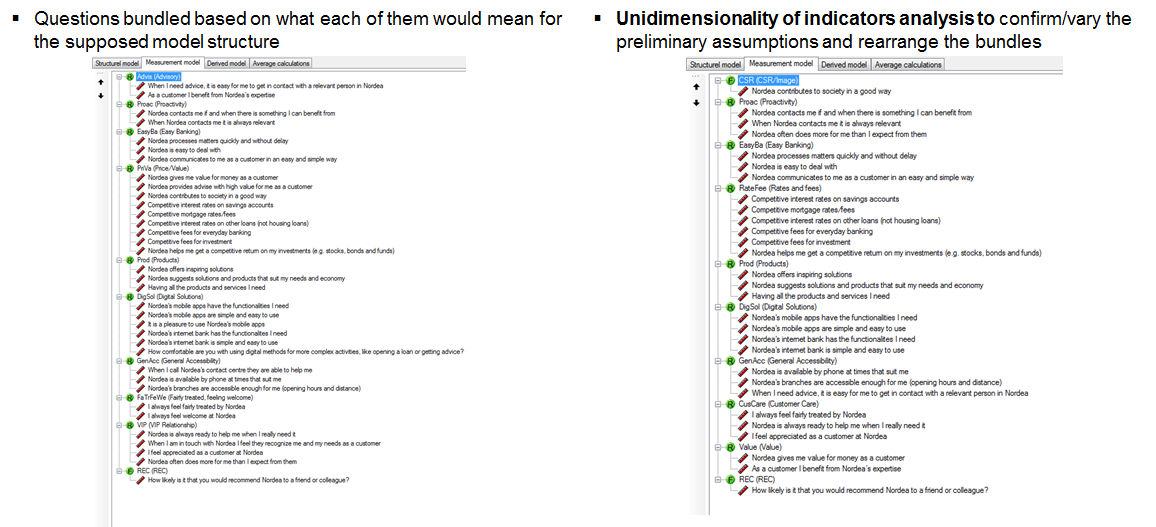 ▪ Questions bundled based on what each of them would mean for
the supposed model structure
Structurel model Measurement model Derived model Average calculations
R Advis (Advisory)
When I need advice, it is easy for me to get in contact with a relevant person in Nordea
As a customer I benefit from Nordea's expertise
R Proac (Proactivity)
Nordea contacts me if and when there is something I can benefit from
When Nordea contacts me it is always relevant
R EasyBa (Easy Banking)
Nordea processes matters quickly and without delay
Nordea is easy to deal with
Nordea communicates to me as a customer in an easy and simple way
R PriVa (Price/Value)
Nordea gives me value for money as a customer
Nordea provides advise with high value for me as a customer
Nordea contributes to society in a good way
Competitive interest rates on savings accounts
Competitive mortgage rates/fees
Competitive interest rates on other loans (not housing loans)
Competitive fees for everyday banking
Competitive fees for investment
Nordea helps me get a competitive return on my investments (e.g. stocks, bonds and funds)
R Prod (Products)
Nordea offers inspiring solutions
Nordea suggests solutions and products that suit my needs and economy
Having all the products and services I need
R DigSol (Digital Solutions)
Nordea's mobile apps have the functionalities I need
Nordea's mobile apps are simple and easy to use
It is a pleasure to use Nordea's mobile apps
Nordea's internet bank has the functionalites I need
Nordea's internet bank is simple and easy to use
How comfortable are you with using digital methods for more complex activities, like opening a loan or getting advice?
R GenAcc (General Accessibility)
When I call Nordea's contact centre they are able to help me
Nordea is available by phone at times that suit me
Nordea's branches are accessible enough for me (opening hours and distance)
R FaTrFeWe (Fairly treated, feeling welcome)
I always feel fairly treated by Nordea
I always feel welcome at Nordea
R VIP (VIP Relationship)
Nordea is always ready to help me when I really need it
When I am in touch with Nordea I feel they recognize me and my needs as a customer
I feel appreciated as a customer at Nordea
Nordea often does more for me than I expect from them
F REC (REC)
How likely is it that you would recommend Nordea to a friend or colleague?
▪ Unidimensionality of indicators analysis to confirm/vary the
preliminary assumptions and rearrange the bundles
Structurel model Measurement model Derived model Average calculations
F CSR (CSR/Image)
Nordea contributes to society in a good way
R Proac (Proactivity)
Nordea contacts me if and when there is something I can benefit from
When Nordea contacts me it is always relevant
Nordea often does more for me than I expect from them
R EasyBa (Easy Banking)
Nordea processes matters quickly and without delay
Nordea is easy to deal with
Nordea communicates to me as a customer in an easy and simple way
R RateFee (Rates and fees)
Competitive interest rates on savings accounts
Competitive mortgage rates/fees
Competitive interest rates on other loans (not housing loans)
Competitive fees for everyday banking
Competitive fees for investment
Nordea helps me get a competitive return on my investments (e.g. stocks, bonds and funds)
R Prod (Products)
Nordea offers inspiring solutions
Nordea suggests solutions and products that suit my needs and economy
Having all the products and services I need
R DigSol (Digital Solutions)
Nordea's mobile apps have the functionalities I need
Nordea's mobile apps are simple and easy to use
Nordea's internet bank has the functionalites I need
Nordea's internet bank is simple and easy to use
R GenAcc (General Accessibility)
Nordea is available by phone at times that suit me
Nordea's branches are accessible enough for me (opening hours and distance)
When I need advice, it is easy for me to get in contact with a relevant person in Nordea
R CusCare (Customer Care)
I always feel fairly treated by Nordea
Nordea is always ready to help me when I really need it
I feel appreciated as a customer at Nordea
R Value (Value)
Nordea gives me value for money as a customer
As a customer I benefit from Nordea's expertise
F REC (REC)
How likely is it that you would recommend Nordea to a friend or colleague?